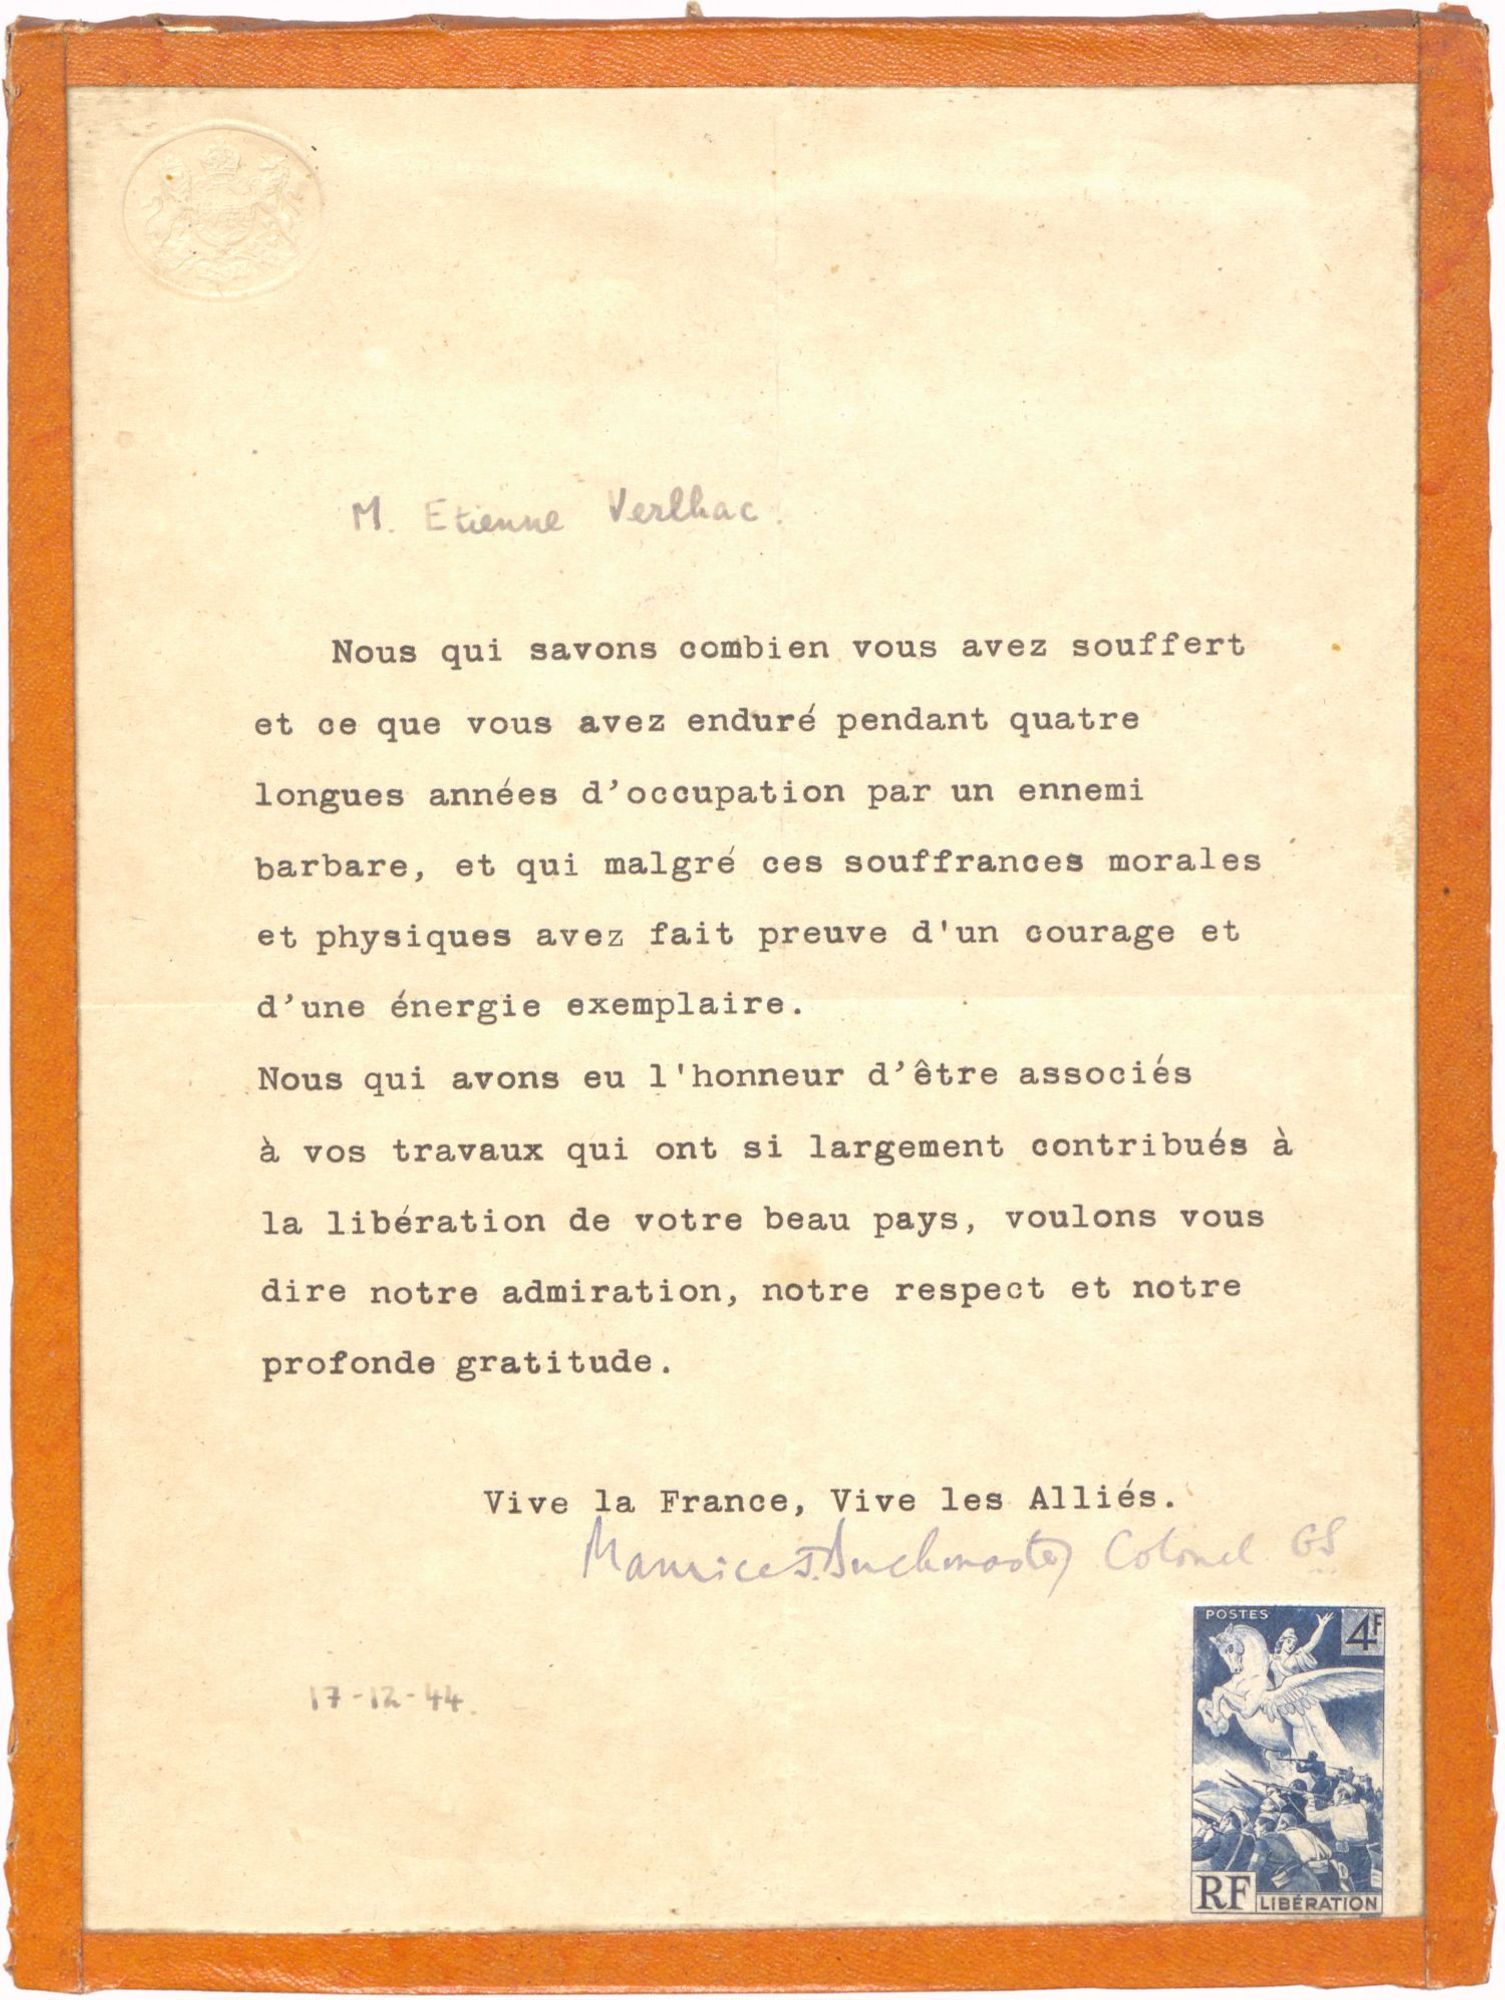 M. Etienne Verlhac.
Nous qui savons combien vous avez souffert
et ce que vous avez enduré pendant quatre
longues années d'occupation par un ennemi
barbare, et qui malgré ces souffrances morales
et physiques avez fait preuve d'un courage et
d'une énergie exemplaire.
Nous qui avons eu l'honneur d'être associés
à vos travaux qui ont si largement contribués à
la libération de votre beau pays, voulons vous
dire notre admiration, notre respect et notre
profonde gratitude.
Vive la France, Vive les Alliés.
Maurice J. Buckmaster Colonel GS
17-12-44.
POSTES
4F
RF
LIBÉRATION